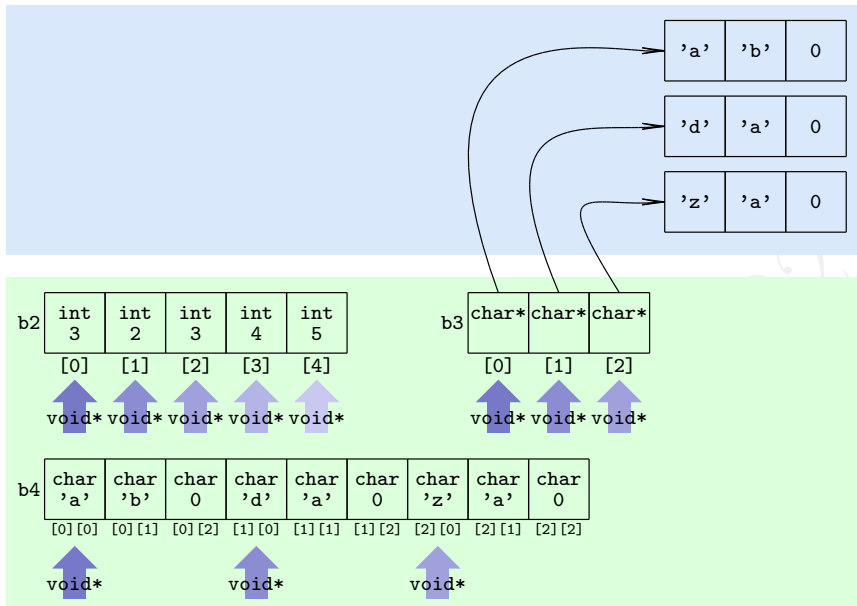 ’a’ ’b’ 0
’d’ ’a’ 0
’z’ ’a’ 0
b2 int int int int int b3 char* char* char*
3 2 3 4 5
[0] [1] [2] [3] [4] [0] [1] [2]
void* void* void* void* void* void* void* void*
b4 char char char char char char char char char
’a’ ’b’ 0 ’d’ ’a’ 0 ’z’ ’a’ 0
[0][0] [0][1] [0][2] [1][0] [1][1] [1][2] [2][0] [2][1] [2][2]
void* void* void*